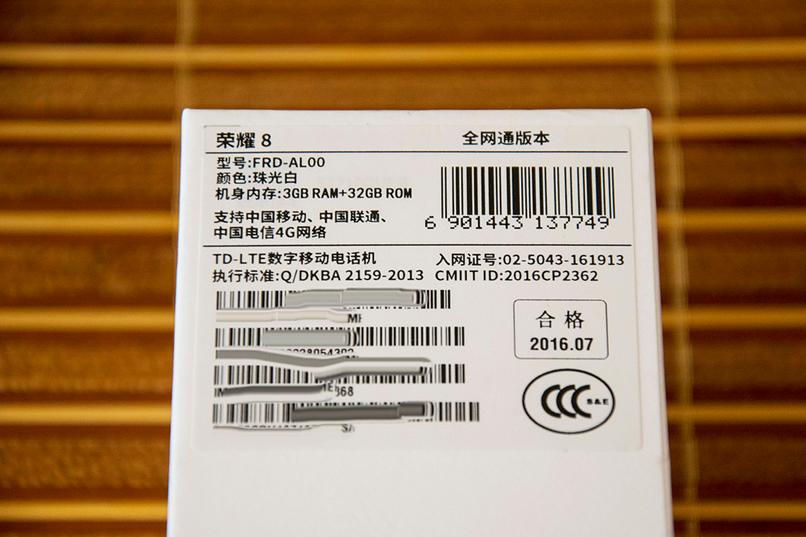 荣耀 8 全网通版本
型号:FRD-AL00
颜色:珠光白
机身内存:3GB RAM+32GB ROM
支持中国移动、中国联通、
中国电信4G网络
6 901443 137749
TD-LTE数字移动电话机 入网证号:02-5043-161913
执行标准:Q/DKBA 2159-2013 CMIIT ID:2016CP2362
合格
2016.07
CCC S&E